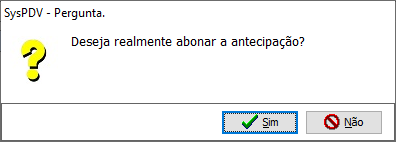 SysPDV - Pergunta.
Deseja realmente abonar a antecipação?
Sim
Não